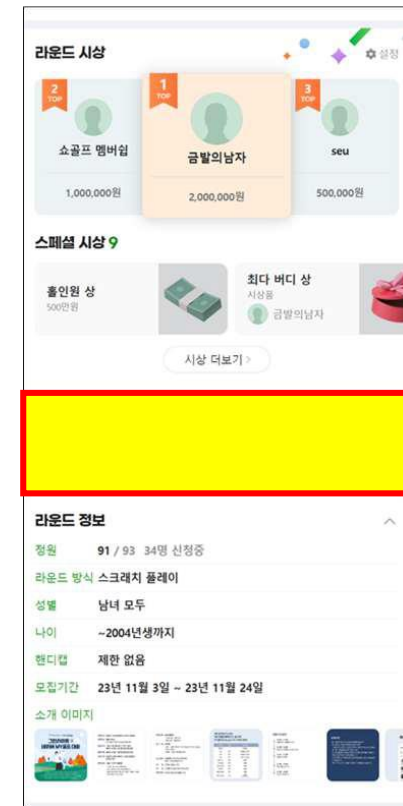 라운드 시상
설정
2
TOP
쇼골프 멤버쉽
1,000,000원
1
TOP
금발의남자
2,000,000원
3
TOP
seu
500,000원
스페셜 시상 9
홀인원 상
500만원
최다 버디 상
시상품
금발의남자
시상 더보기 >
라운드 정보
정원 91 / 93 34명 신청중
라운드 방식 스크래치 플레이
성별 남녀 모두
나이 ~2004년생까지
핸디캡 제한 없음
모집기간 23년 11월 3일 ~ 23년 11월 24일
소개 이미지